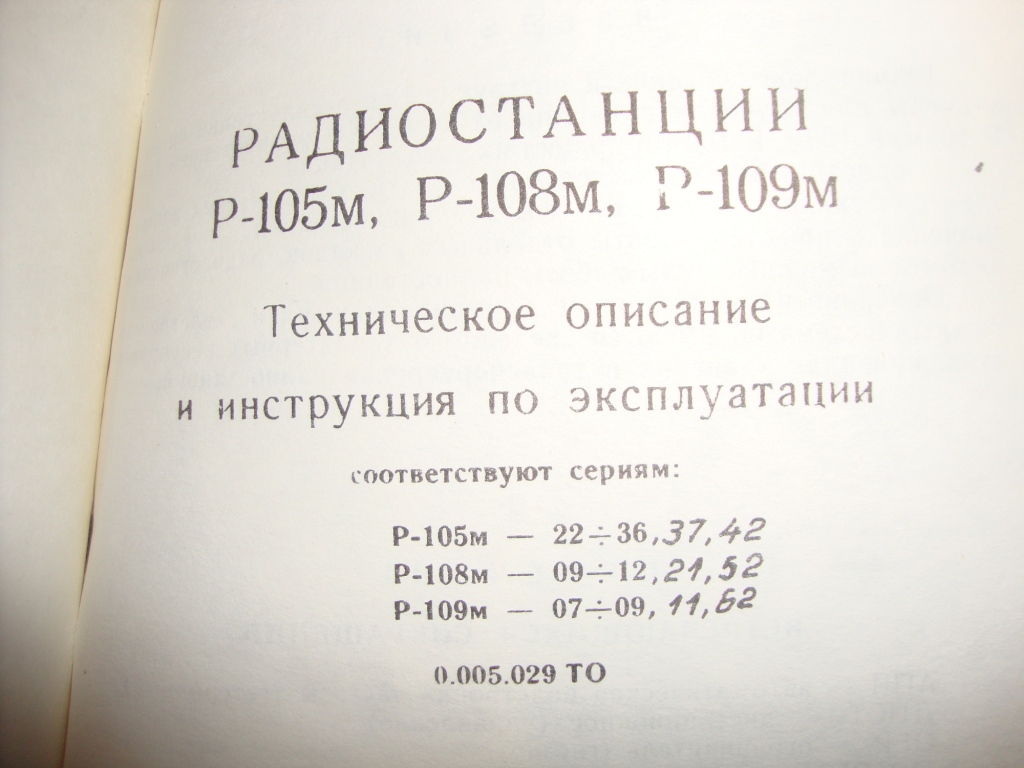 РАДИОСТАНЦИИ
Р-105м, Р-108м, Р-109м
Техническое описание
и инструкция по эксплуатации
соответствуют сериям:
Р-105м — 22÷36, 37, 42
Р-108м — 09÷12, 21, 52
Р-109м — 07÷09, 11, 62
0.005.029 ТО